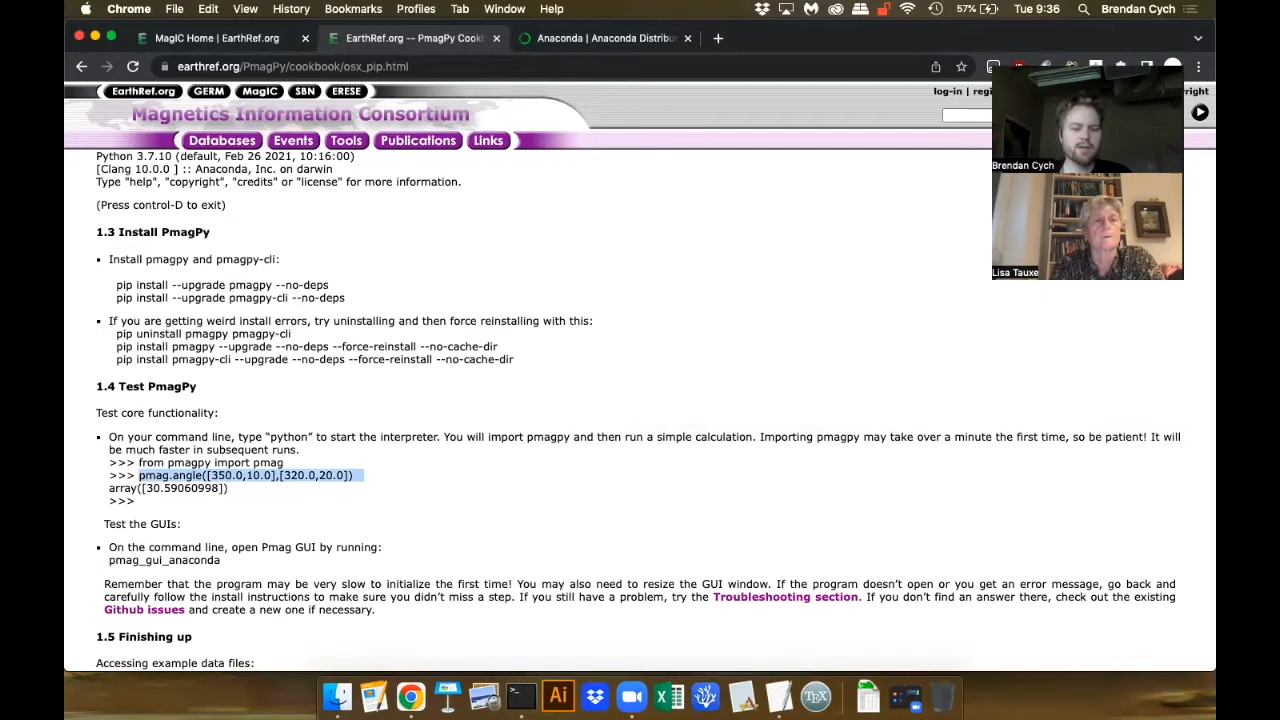 Chrome File Edit View History Bookmarks Profiles Tab Window Help 57% Tue 9:36 Brendan Cych
MagIC Home | EarthRef.org EarthRef.org -- PmagPy Cookb Anaconda | Anaconda Distribut
earthref.org/PmagPy/cookbook/osx_pip.html
EarthRef.org GERM MagIC SBN ERESE log-in | regi right
Magnetics Information Consortium
Databases Events Tools Publications Links
Python 3.7.10 (default, Feb 26 2021, 10:16:00)
[Clang 10.0.0 ] :: Anaconda, Inc. on darwin
Type "help", "copyright", "credits" or "license" for more information.
(Press control-D to exit)
1.3 Install PmagPy
▪ Install pmagpy and pmagpy-cli:
pip install --upgrade pmagpy --no-deps
pip install --upgrade pmagpy-cli --no-deps
▪ If you are getting weird install errors, try uninstalling and then force reinstalling with this:
pip uninstall pmagpy pmagpy-cli
pip install pmagpy --upgrade --no-deps --force-reinstall --no-cache-dir
pip install pmagpy-cli --upgrade --no-deps --force-reinstall --no-cache-dir
1.4 Test PmagPy
Test core functionality:
▪ On your command line, type “python” to start the interpreter. You will import pmagpy and then run a simple calculation. Importing pmagpy may take over a minute the first time, so be patient! It will
be much faster in subsequent runs.
>>> from pmagpy import pmag
>>> pmag.angle([350.0,10.0],[320.0,20.0])
array([30.59060998])
>>>
Test the GUIs:
▪ On the command line, open Pmag GUI by running:
pmag_gui_anaconda
Remember that the program may be very slow to initialize the first time! You may also need to resize the GUI window. If the program doesn’t open or you get an error message, go back and
carefully follow the install instructions to make sure you didn’t miss a step. If you still have a problem, try the Troubleshooting section. If you don’t find an answer there, check out the existing
Github issues and create a new one if necessary.
1.5 Finishing up
Accessing example data files:
Brendan Cych
Lisa Tauxe
Ai
TEX